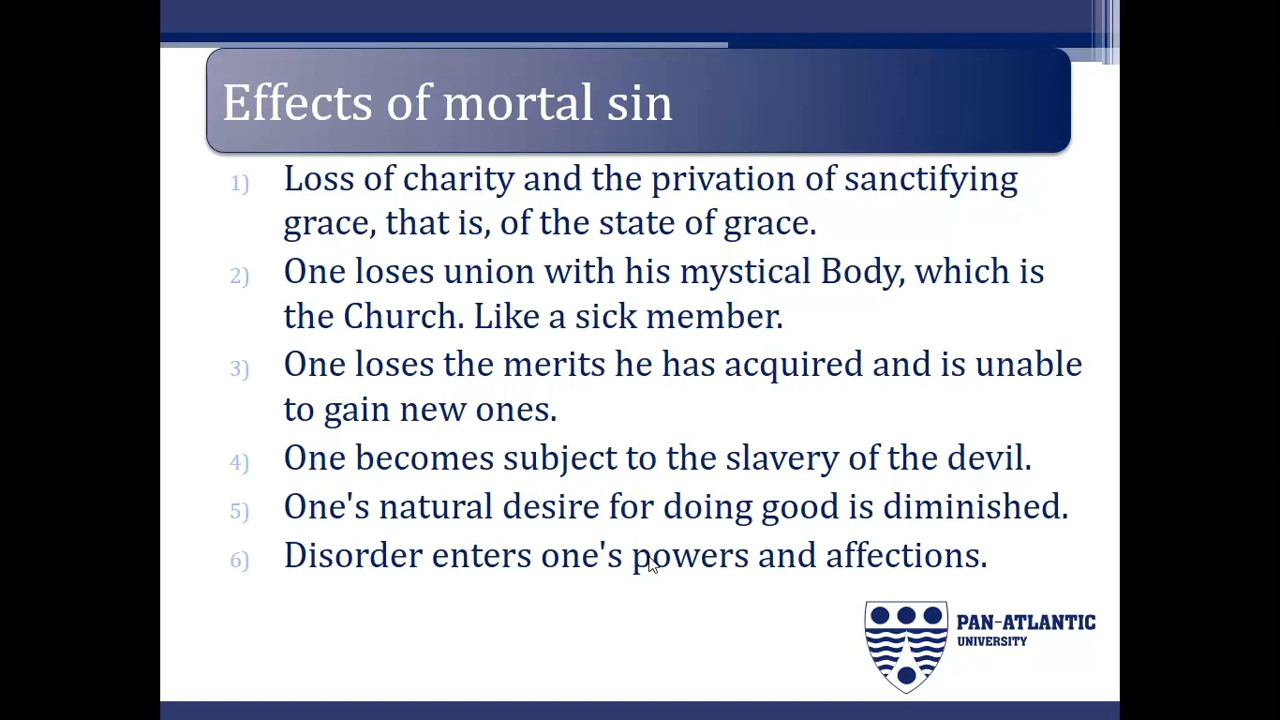 Effects of mortal sin
1) Loss of charity and the privation of sanctifying
grace, that is, of the state of grace.
2) One loses union with his mystical Body, which is
the Church. Like a sick member.
3) One loses the merits he has acquired and is unable
to gain new ones.
4) One becomes subject to the slavery of the devil.
5) One's natural desire for doing good is diminished.
6) Disorder enters one's powers and affections.
PAN-ATLANTIC
UNIVERSITY